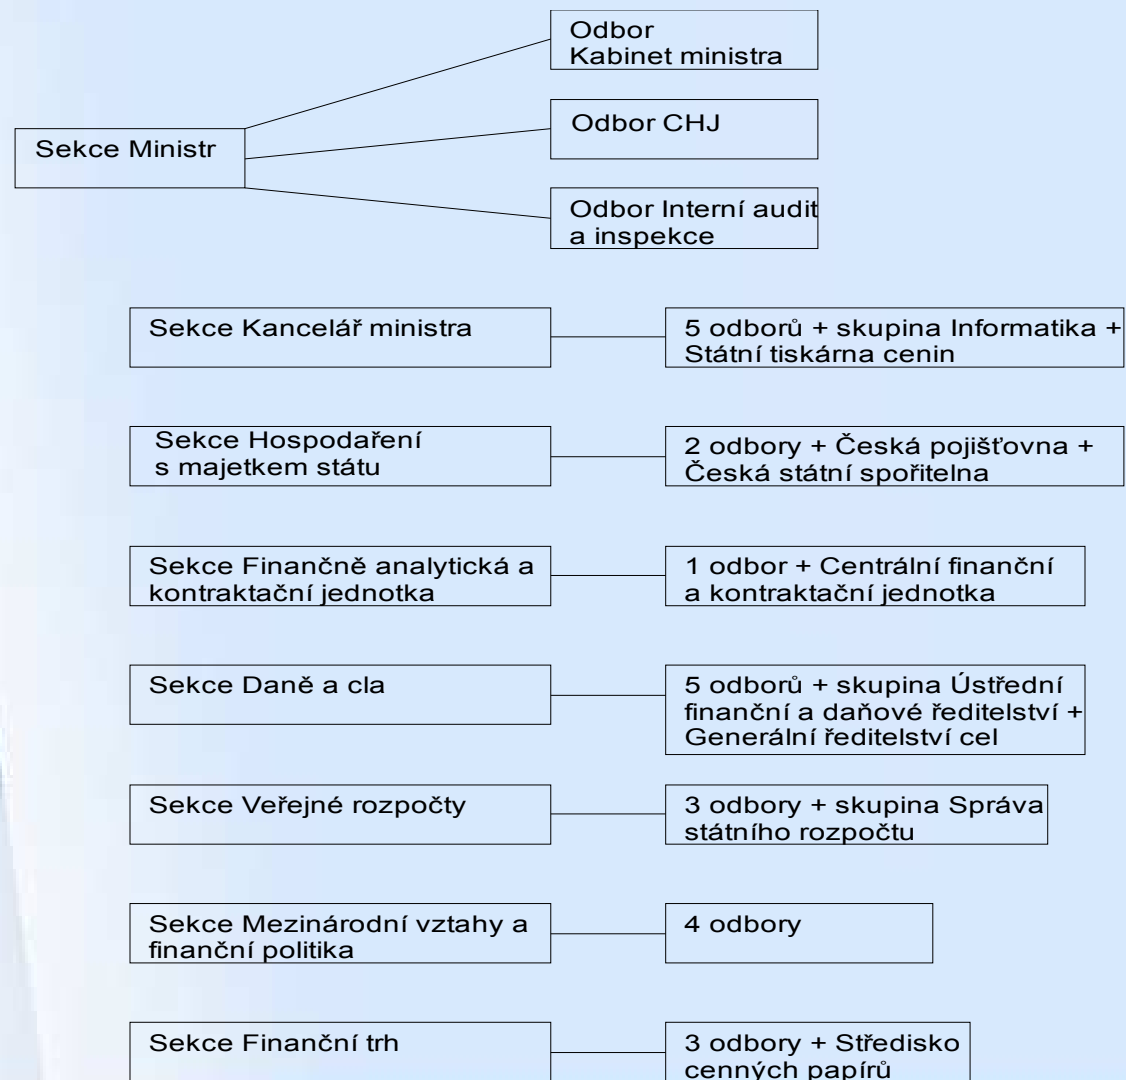 Odbor
Kabinet ministra
Sekce Ministr
Odbor CHJ
Odbor Interní audit
a inspekce
Sekce Kancelář ministra
5 odborů + skupina Informatika +
Státní tiskárna cenin
Sekce Hospodaření
s majetkem státu
2 odbory + Česká pojišťovna +
Česká státní spořitelna
Sekce Finančně analytická a
kontraktační jednotka
1 odbor + Centrální finanční
a kontraktační jednotka
Sekce Daně a cla
5 odborů + skupina Ústřední
finanční a daňové ředitelství +
Generální ředitelství cel
Sekce Veřejné rozpočty
3 odbory + skupina Správa
státního rozpočtu
Sekce Mezinárodní vztahy a
finanční politika
4 odbory
Sekce Finanční trh
3 odbory + Středisko
cenných papírů